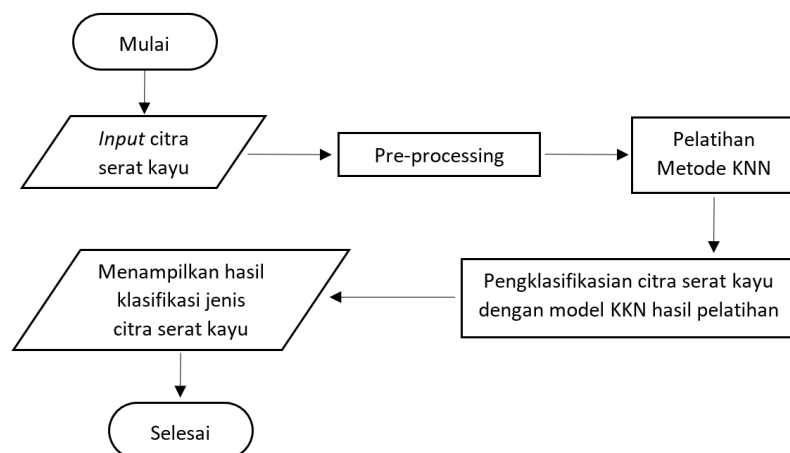 Mulai
Input citra
serat kayu
Pre-processing
Pelatihan
Metode KNN
Pengklasifikasian citra serat kayu
dengan model KKN hasil pelatihan
Menampilkan hasil
klasifikasi jenis
citra serat kayu
Selesai